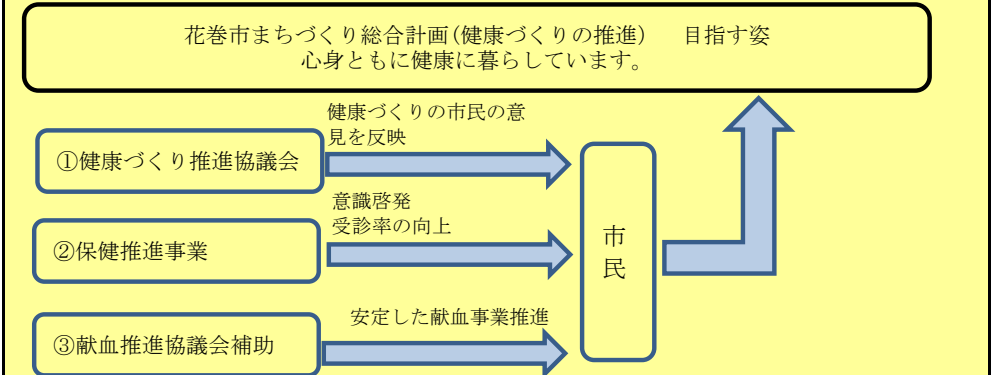 花巻市まちづくり総合計画(健康づくりの推進)　目指す姿
心身ともに健康に暮らしています。
健康づくりの市民の意
見を反映
①健康づくり推進協議会
意識啓発
受診率の向上
②保健推進事業
市
民
安定した献血事業推進
③献血推進協議会補助